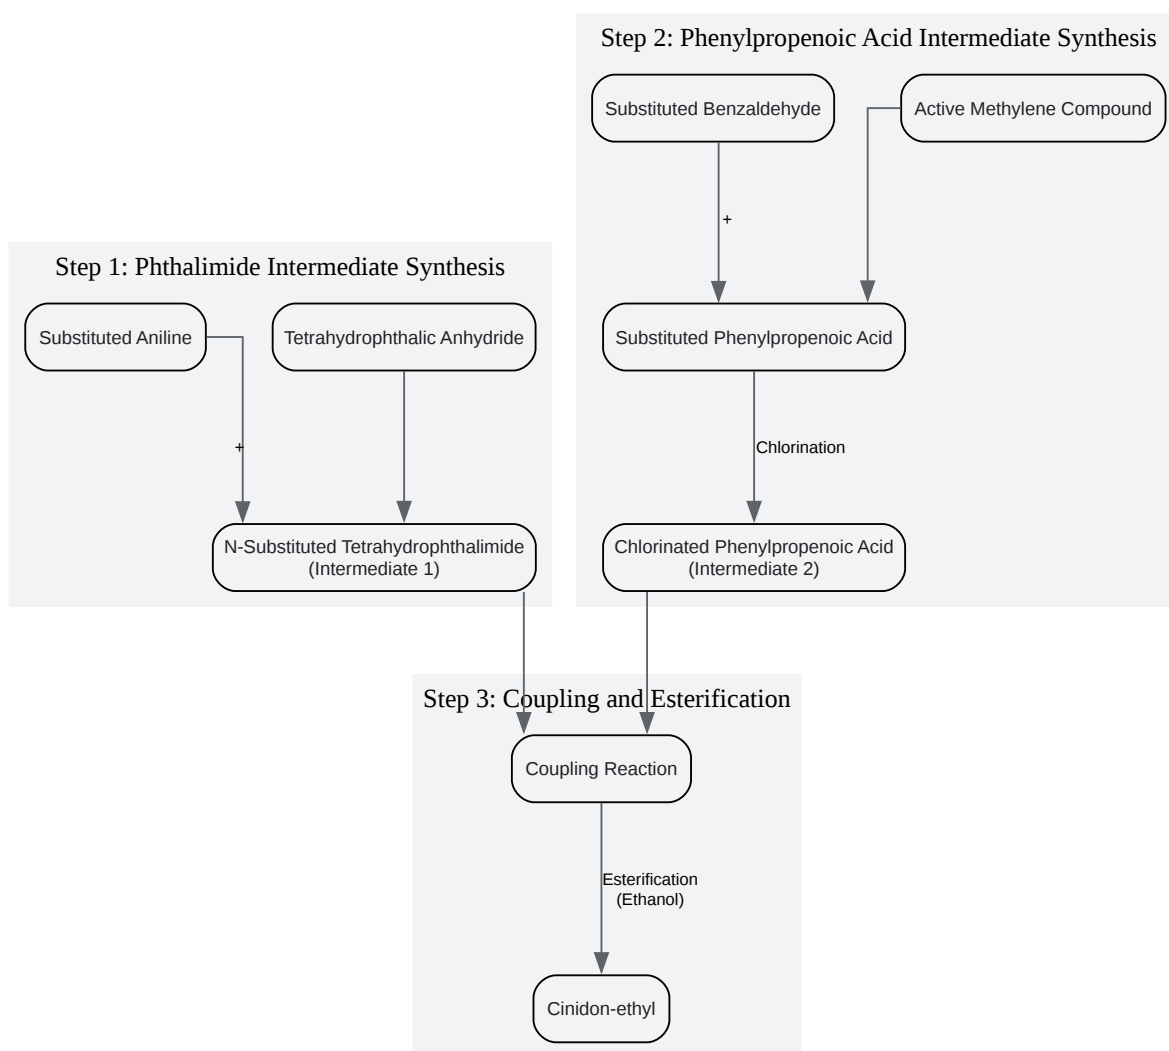 Step 2: Phenylpropenoic Acid Intermediate Synthesis
Substituted Benzaldehyde
Active Methylene Compound
+
Step 1: Phthalimide Intermediate Synthesis
Substituted Aniline
Tetrahydrophthalic Anhydride
Substituted Phenylpropenoic Acid
+
Chlorination
N-Substituted Tetrahydrophthalimide
(Intermediate 1)
Chlorinated Phenylpropenoic Acid
(Intermediate 2)
Step 3: Coupling and Esterification
Coupling Reaction
Esterification
(Ethanol)
Cinidon-ethyl